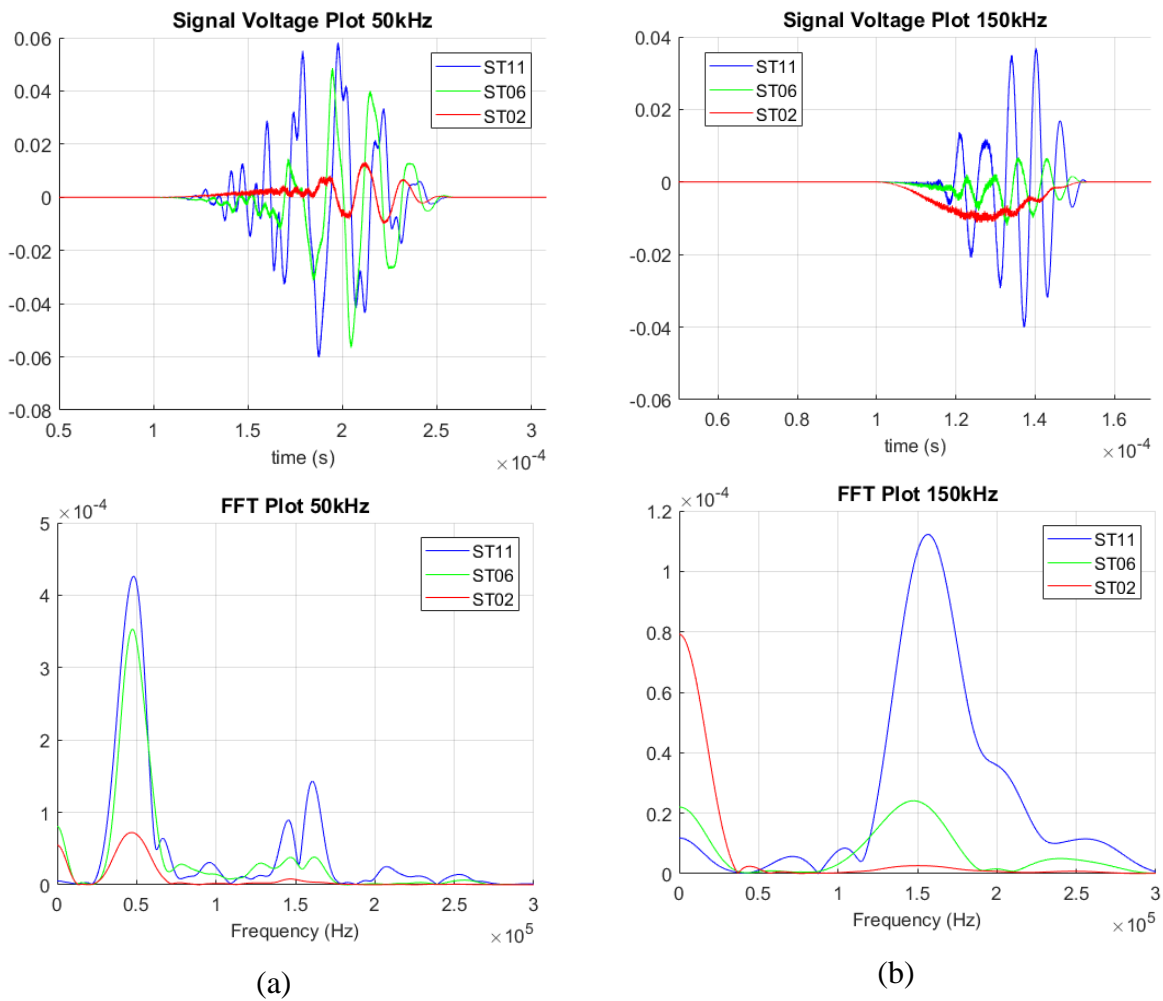 Signal Voltage Plot 50kHz
0.06
0.04
0.02
0
-0.02
-0.04
-0.06
-0.08
ST11
ST06
ST02
0.5
1
1.5
2
2.5
3
time (s)
×10-4
Signal Voltage Plot 150kHz
0.04
0.02
0
-0.02
-0.04
-0.06
ST11
ST06
ST02
0.6
0.8
1
1.2
1.4
1.6
time (s)
×10-4
FFT Plot 50kHz
×10-4
5
4
3
2
1
0
ST11
ST06
ST02
0
0.5
1
1.5
2
2.5
3
Frequency (Hz)
×105
(a)
FFT Plot 150kHz
×10-4
1.2
1
0.8
0.6
0.4
0.2
0
ST11
ST06
ST02
0
0.5
1
1.5
2
2.5
3
Frequency (Hz)
×105
(b)